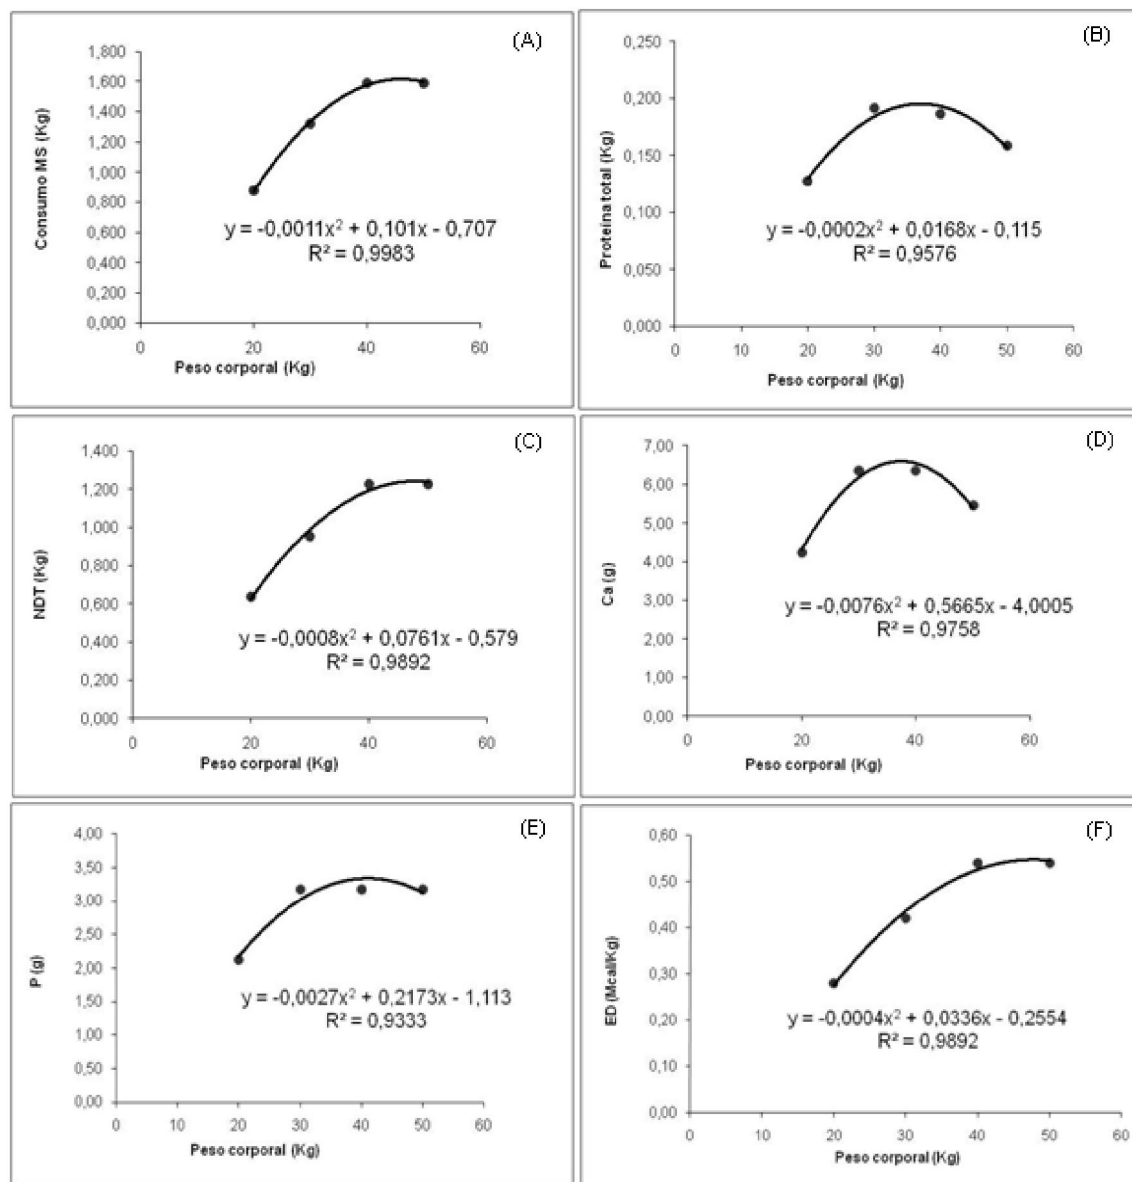 (A)
1,800
1,600
1,400
1,200
1,000
0,800
0,600
0,400
0,200
0,000
Consumo MS (Kg)
y = -0,0011x² + 0,101x - 0,707
R² = 0,9983
0 20 40 60
Peso corporal (Kg)
(B)
0,250
0,200
0,150
0,100
0,050
0,000
Proteina total (Kg)
y = -0,0002x² + 0,0168x - 0,115
R² = 0,9576
0 10 20 30 40 50 60
Peso corporal (Kg)
(C)
1,400
1,200
1,000
0,800
0,600
0,400
0,200
0,000
NDT (Kg)
y = -0,0008x² + 0,0761x - 0,579
R² = 0,9892
0 20 40 60
Peso corporal (Kg)
(D)
7,00
6,00
5,00
4,00
3,00
2,00
1,00
0,00
Ca (g)
y = -0,0076x² + 0,5665x - 4,0005
R² = 0,9758
0 20 40 60
Peso corporal (Kg)
(E)
4,00
3,50
3,00
2,50
2,00
1,50
1,00
0,50
0,00
P (g)
y = -0,0027x² + 0,2173x - 1,113
R² = 0,9333
0 10 20 30 40 50 60
Peso corporal (Kg)
(F)
0,60
0,50
0,40
0,30
0,20
0,10
0,00
ED (Mcal/Kg)
y = -0,0004x² + 0,0336x - 0,2554
R² = 0,9892
0 10 20 30 40 50 60
Peso corporal (Kg)